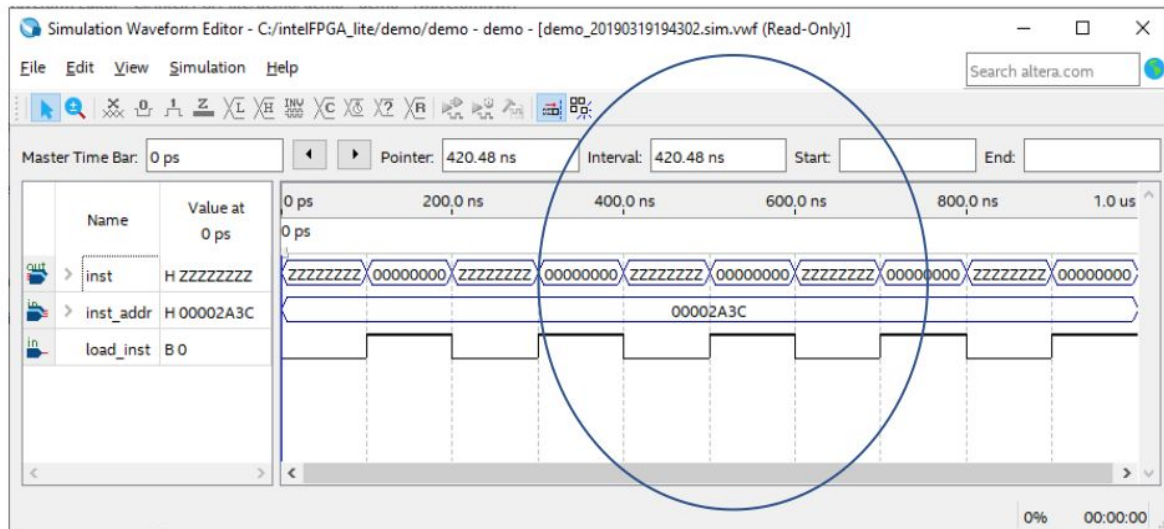 Simulation Waveform Editor - C:/intelFPGA_lite/demo/demo - demo - [demo_20190319194302.sim.vwf (Read-Only)]
File Edit View Simulation Help
Search altera.com
Master Time Bar: 0 ps Pointer: 420.48 ns Interval: 420.48 ns Start: End:
Name Value at 0 ps
0 ps 200.0 ns 400.0 ns 600.0 ns 800.0 ns 1.0 us
0 ps
out inst H ZZZZZZZZ ZZZZZZZZ 00000000 ZZZZZZZZ 00000000 ZZZZZZZZ 00000000 ZZZZZZZZ 00000000 ZZZZZZZZ 00000000
in inst_addr H 00002A3C 00002A3C
in load_inst B 0
0% 00:00:00